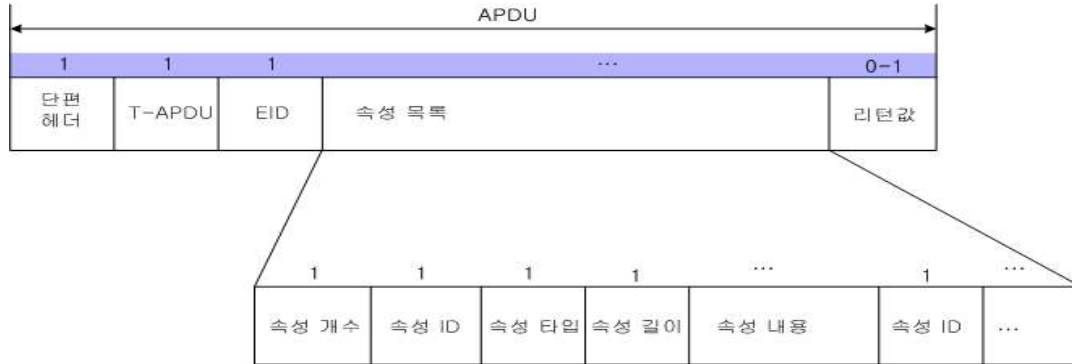 APDU
1 1 1 ... 0-1
단편
헤더
T-APDU EID 속성 목록 리턴값
1 1 1 1 ... 1 ...
속성 개수 속성 ID 속성 타입 속성 길이 속성 내용 속성 ID ...